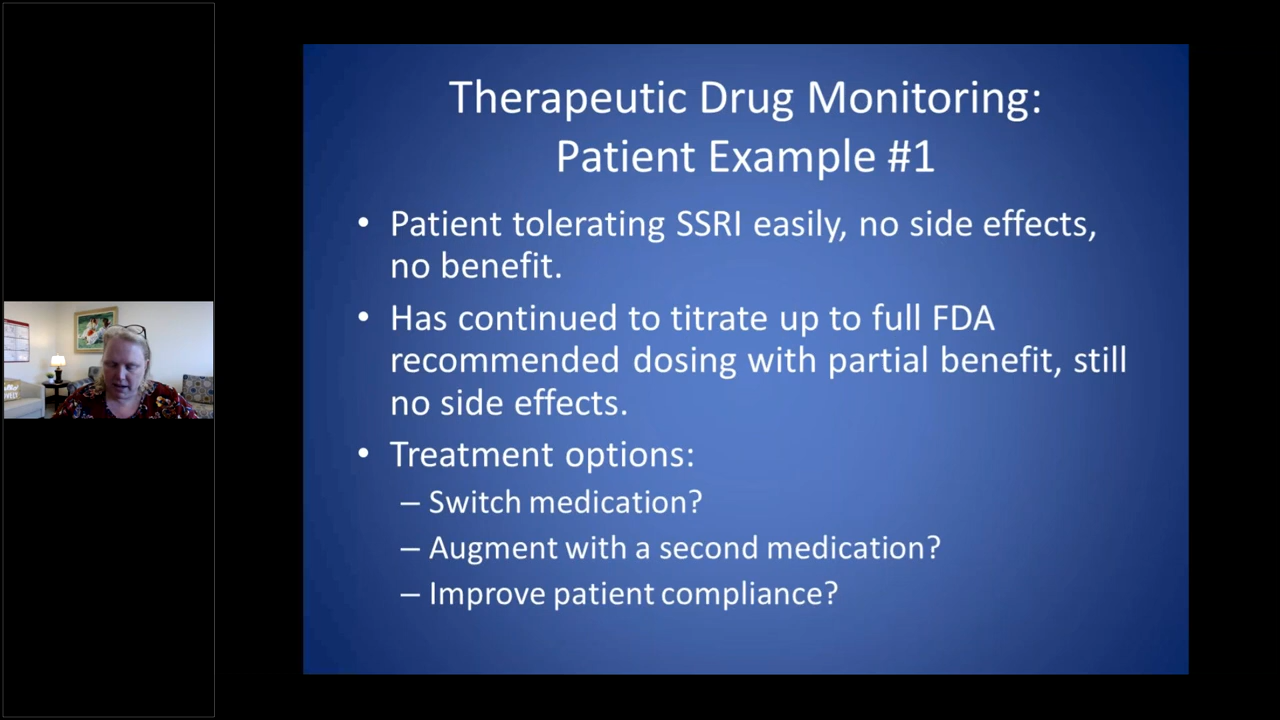 Therapeutic Drug Monitoring:
Patient Example #1
• Patient tolerating SSRI easily, no side effects,
no benefit.
• Has continued to titrate up to full FDA
recommended dosing with partial benefit, still
no side effects.
• Treatment options:
– Switch medication?
– Augment with a second medication?
– Improve patient compliance?